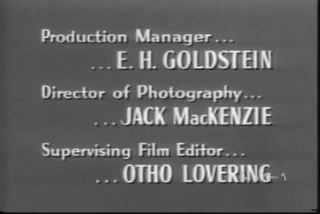 Production Manager...
...E. H. GOLDSTEIN
Director of Photography...
...JACK MacKENZIE
Supervising Film Editor...
...OTHO LOVERING